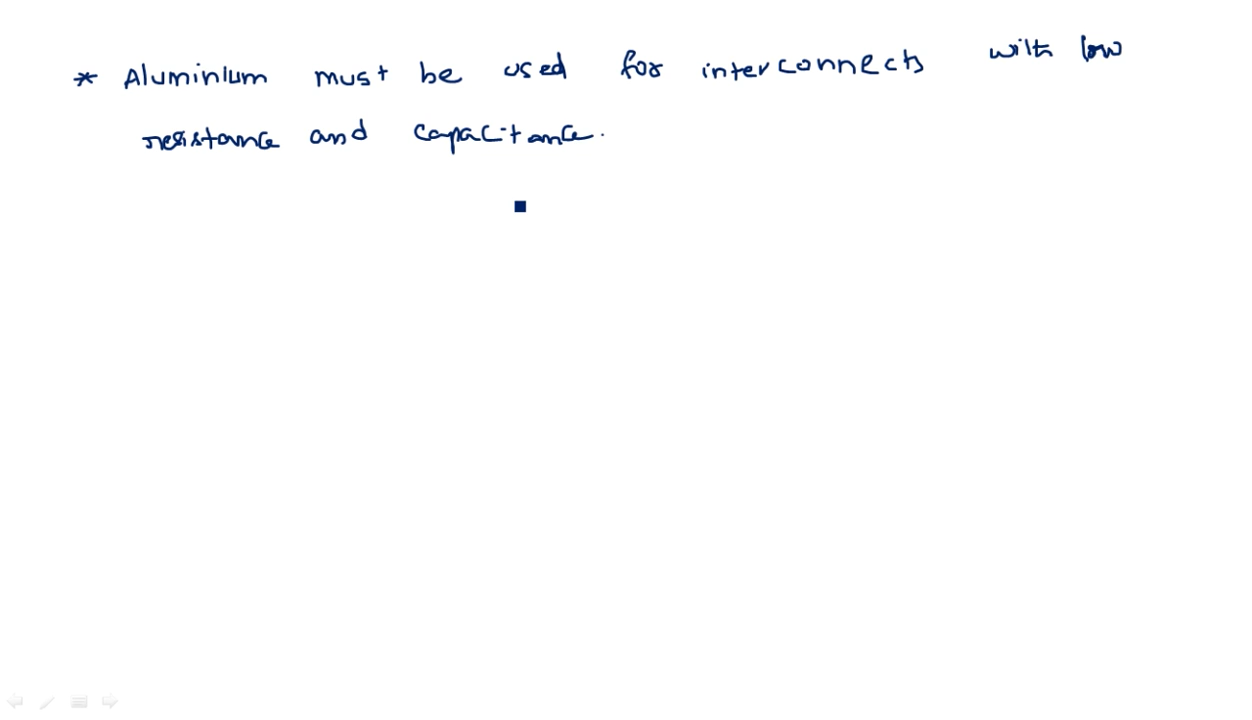 * Aluminium must be used for interconnects with low
resistance and capacitance.